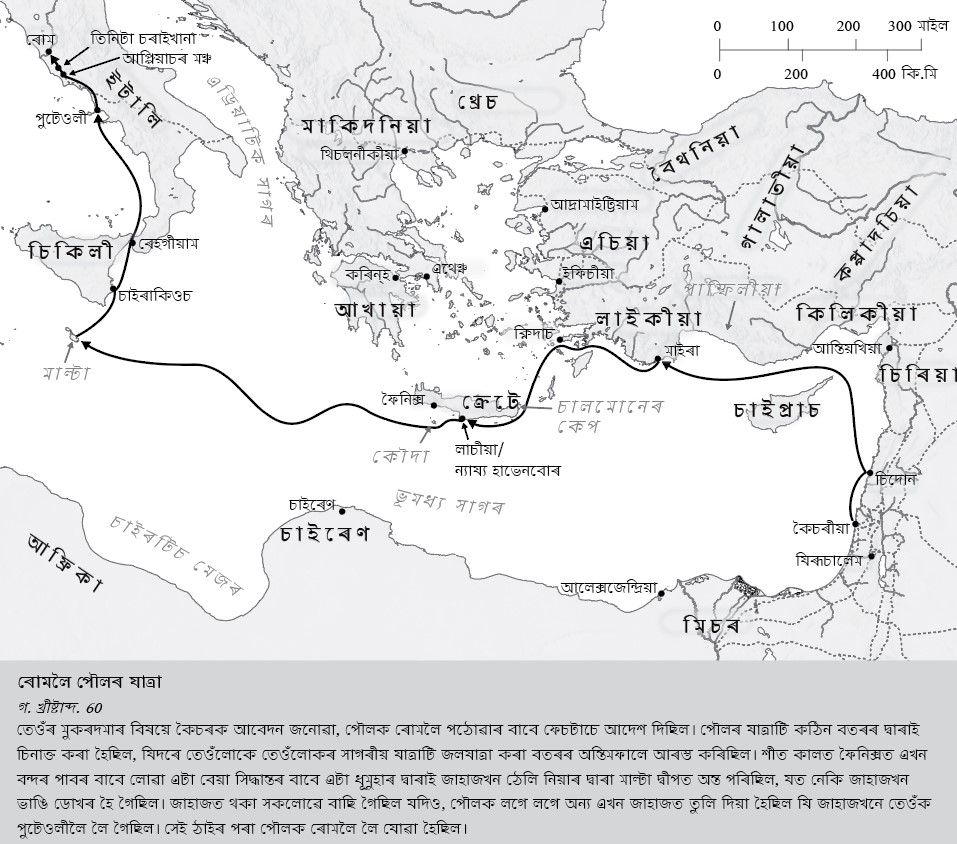 0 100 200 300 মাইল
0 200 400 কি.মি
ৰোম
তিনিটা চৰাইখানা
আপ্পিয়াচৰ মঞ্চ
ইটালি
পুটেওলী
এড্ৰিয়াটিক সাগৰ
থ্ৰেচ
মাকিদনিয়া
থিচলনীকীয়া
বৈথনিয়া
গালাতীয়া
কপ্পাদচিয়া
আদ্ৰামাইট্টিয়াম
এচিয়া
চিকিলী
ৰেহগীয়াম
চাইৰাকিওচ
কৰিন্হ
এথেঞ্চ
ইফিচীয়া
আখায়া
পাম্ফিলীয়া
লাইকীয়া
কিলিকীয়া
ক্লিদাচ
মাইৰা
আন্তিয়খিয়া
চিৰিয়া
মাল্টা
ফৈনিক্স
ক্ৰেটে
চালমোনেৰ
কেপ
চাইপ্ৰাচ
কৌদা
লাচীয়া/
ন্যায্য হাভেনবোৰ
চিদোন
ভূমধ্য সাগৰ
চাইৰেণ
চাইৰেণ
কৈচৰীয়া
চাইৰটিচ মেজৰ
আফ্ৰিকা
যিৰূচালেম
আলেক্সজেন্দ্ৰিয়া
মিচৰ
ৰোমলৈ পৌলৰ যাত্ৰা
গ. খ্ৰীষ্টাব্দ. 60
তেওঁৰ মুকৰদমাৰ বিষয়ে কৈচৰক আবেদন জনোৱা, পৌলক ৰোমলৈ পঠোৱাৰ বাবে ফেচটাচে আদেশ দিছিল। পৌলৰ যাত্ৰাটি কঠিন বতৰৰ দ্বাৰাই
চিনাক্ত কৰা হৈছিল, যিদৰে তেওঁলোকে তেওঁলোকৰ সাগৰীয় যাত্ৰাটি জলযাত্ৰা কৰা বতৰৰ অন্তিমফালে আৰম্ভ কৰিছিল। শীত কালত ফৈনিক্সত এখন
বন্দৰ পাবৰ বাবে লোৱা এটা বেয়া সিদ্ধান্তৰ বাবে এটা ধূমুহাৰ দ্বাৰাই জাহাজখন ঠেলি নিয়াৰ দ্বাৰা মাল্টা দ্বীপত অন্ত পৰিছিল, যত নেকি জাহাজখন
ভাঙি ডোখৰ হৈ গৈছিল। জাহাজত থকা সকলোৱে বাছি গৈছিল যদিও, পৌলক লগে লগে অন্য এখন জাহাজত তুলি দিয়া হৈছিল যি জাহাজখনে তেওঁক
পুটেওলীলৈ লৈ গৈছিল। সেই ঠাইৰ পৰা পৌলক ৰোমলৈ লৈ যোৱা হৈছিল।